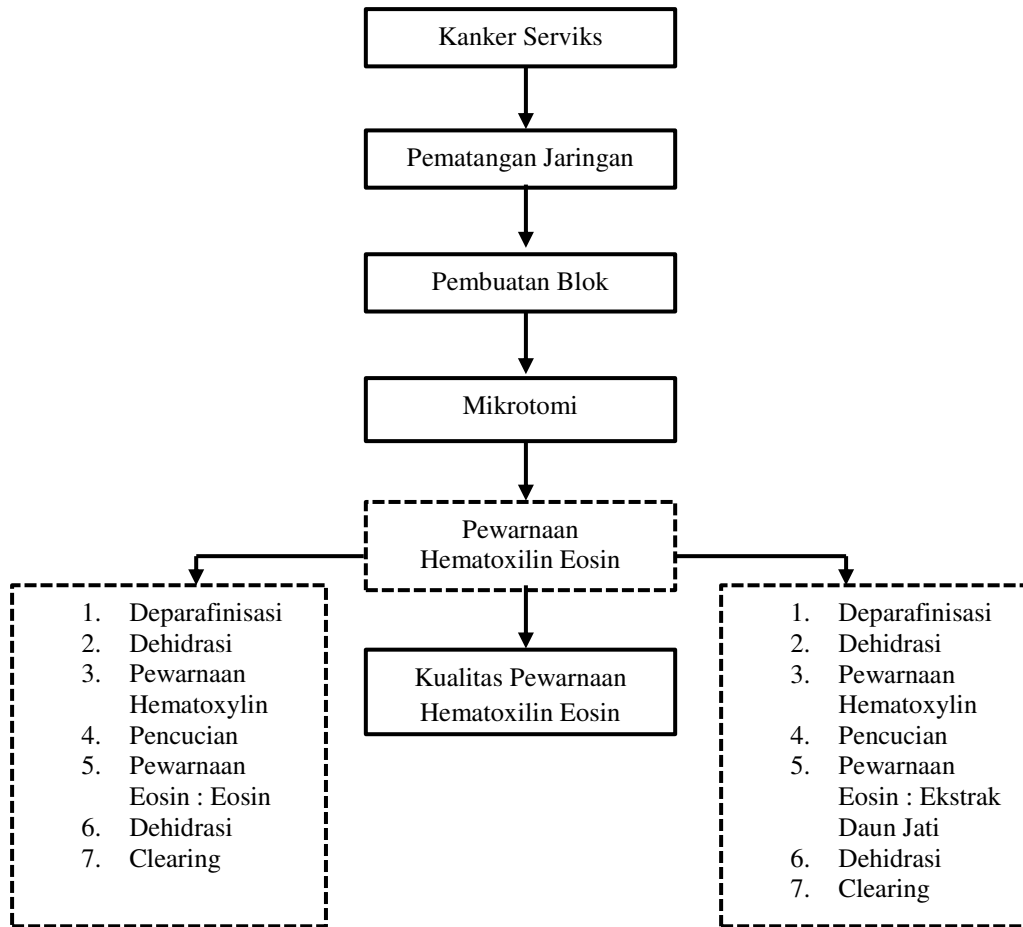 Kanker Serviks
Pematangan Jaringan
Pembuatan Blok
Mikrotomi
Pewarnaan
Hematoxilin Eosin
1. Deparafinisasi
2. Dehidrasi
3. Pewarnaan
Hematoxylin
4. Pencucian
5. Pewarnaan
Eosin : Eosin
6. Dehidrasi
7. Clearing
Kualitas Pewarnaan
Hematoxilin Eosin
1. Deparafinisasi
2. Dehidrasi
3. Pewarnaan
Hematoxylin
4. Pencucian
5. Pewarnaan
Eosin : Ekstrak
Daun Jati
6. Dehidrasi
7. Clearing